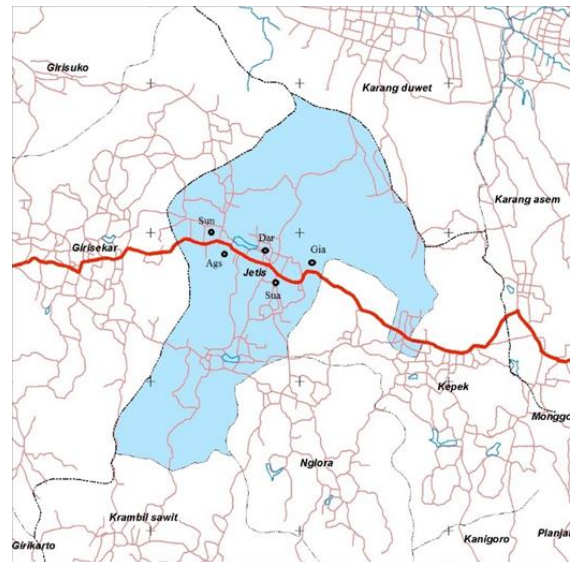 Girisuko
Karang duwet
Karang asem
Sun
Dar
Girisekar
Gia
Ags
Jetis
Sua
Kepek
Monggo
Nglora
Krambil sawit
Kanigoro
Planjat
Girikarto